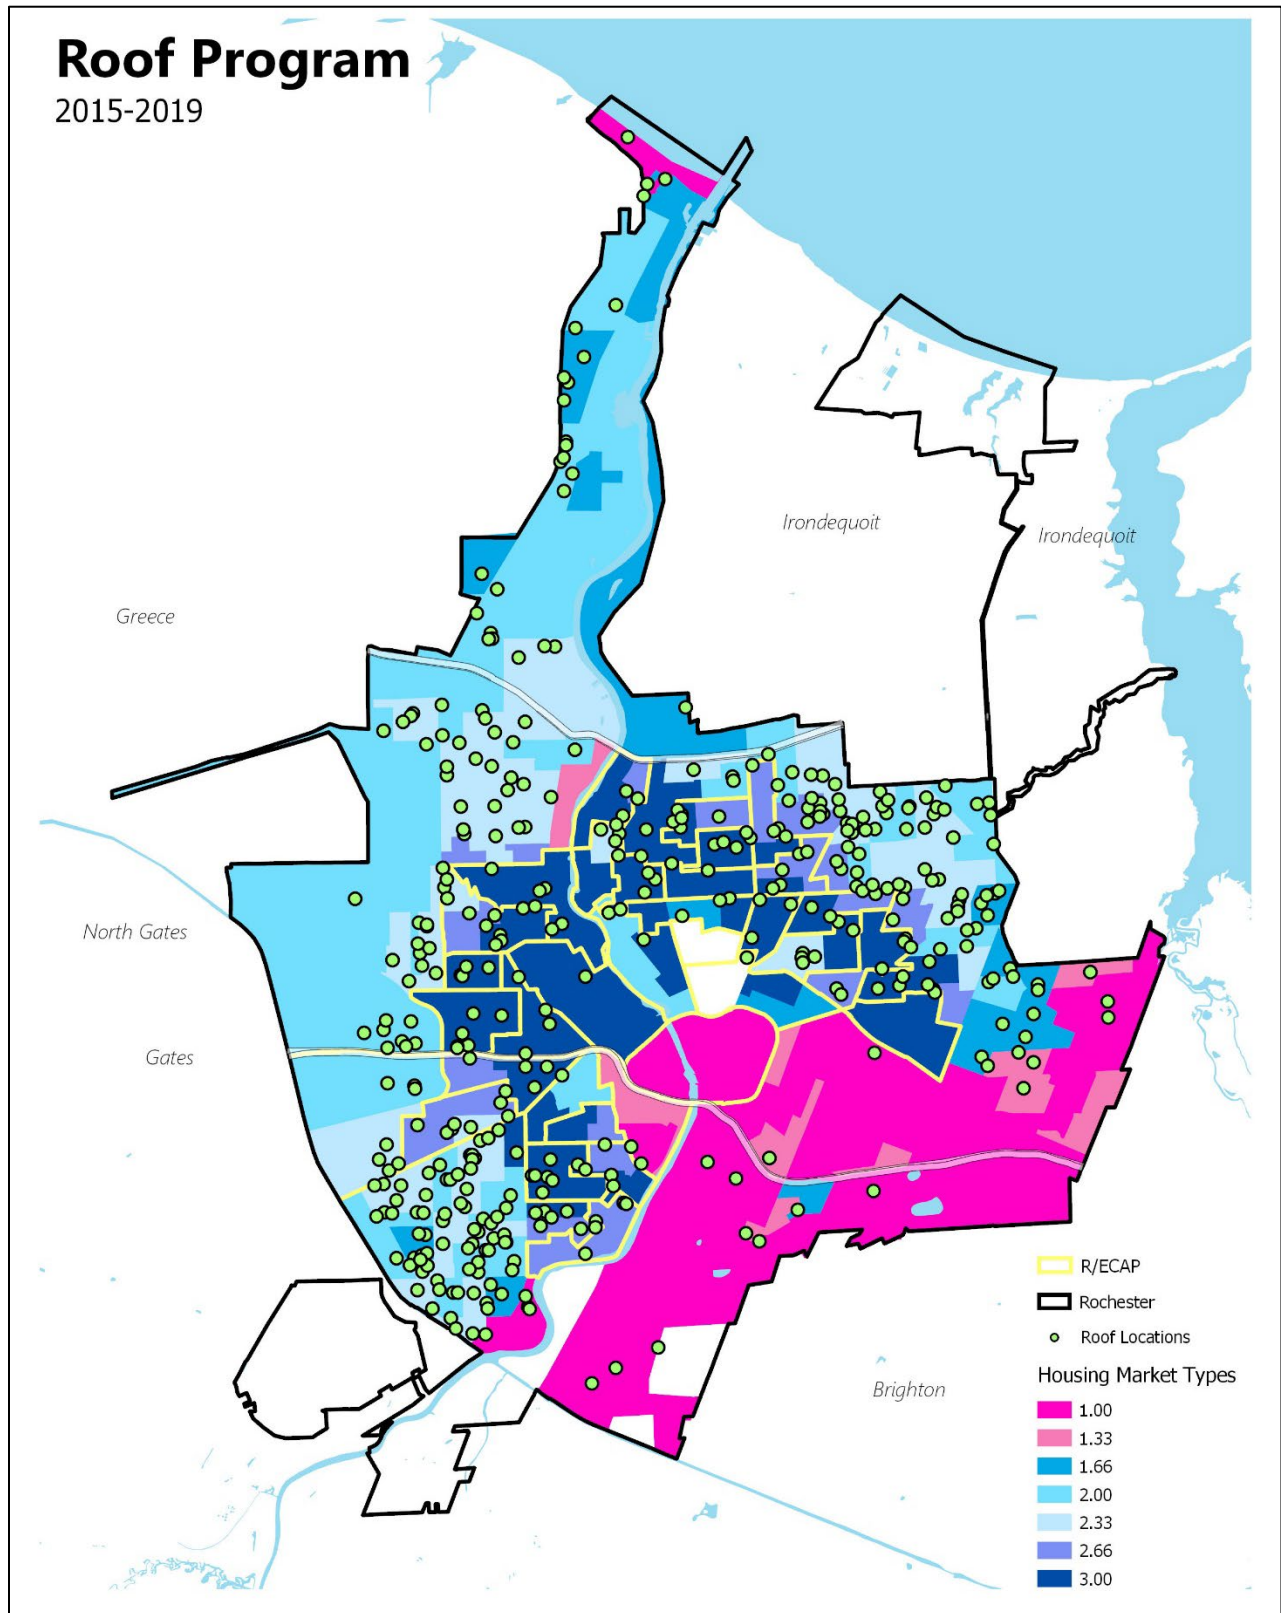 Roof Program
2015-2019
Irondequoit
Irondequoit
Greece
North Gates
Gates
Brighton
R/ECAP
Rochester
Roof Locations
Housing Market Types
1.00
1.33
1.66
2.00
2.33
2.66
3.00